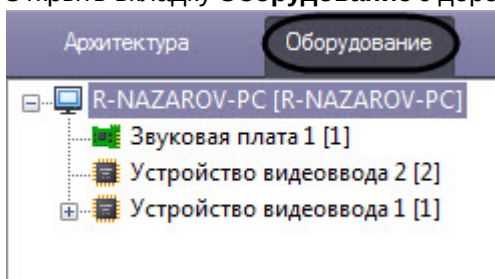 Архитектура Оборудование
R-NAZAROV-PC [R-NAZAROV-PC]
Звуковая плата 1 [1]
Устройство видеоввода 2 [2]
Устройство видеоввода 1 [1]